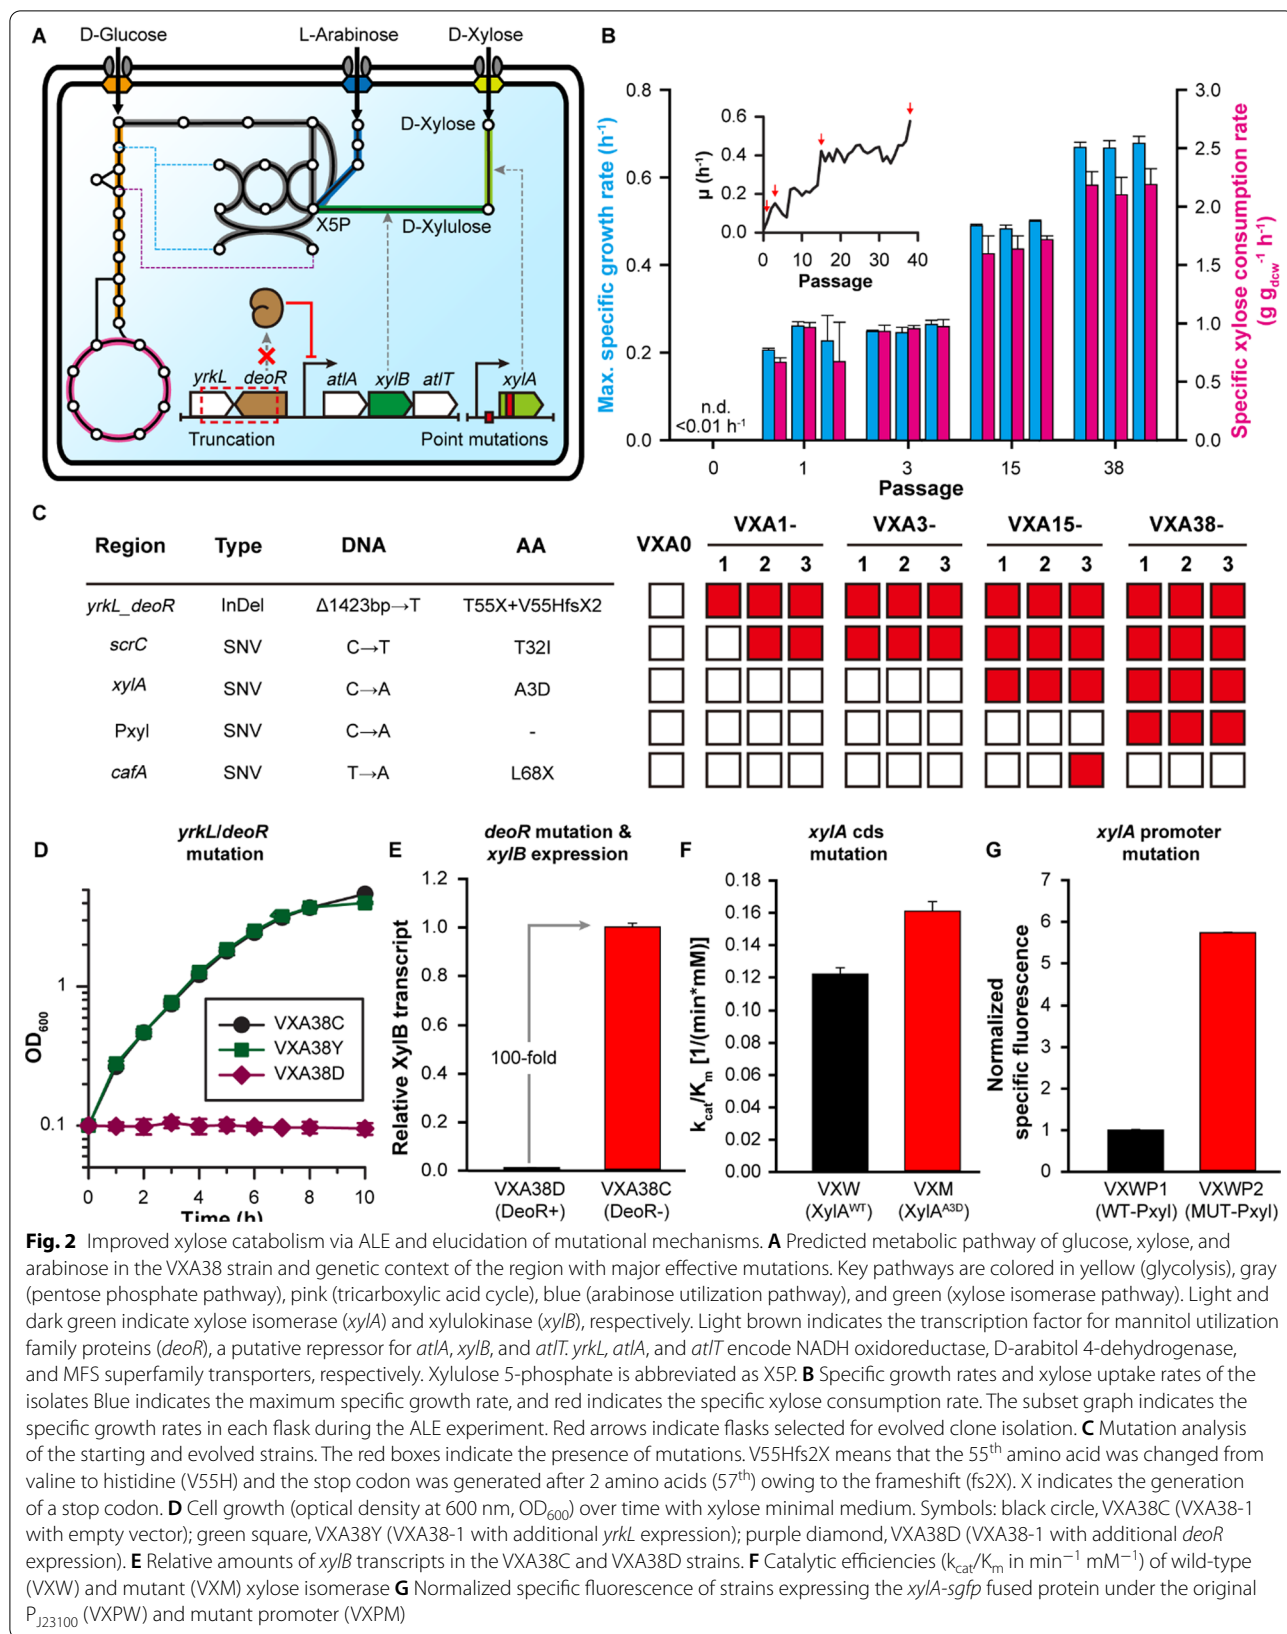 A
D-Glucose
L-Arabinose
D-Xylose
D-Xylose
X5P
D-Xylulose
yrkL
deoR
atlA
xylB
atlT
xylA
Truncation
Point mutations
B
Max. specific growth rate (h⁻¹)
0.8
0.6
0.4
0.2
0.0
μ (h⁻¹)
0.6
0.4
0.2
0.0
0 10 20 30 40
Passage
n.d.
<0.01 h⁻¹
0 1 3 15 38
Passage
3.0
2.5
2.0
1.5
1.0
0.5
0.0
Specific xylose consumption rate
(g g_dcw⁻¹ h⁻¹)
C
Region Type DNA AA VXA0 VXA1- VXA3- VXA15- VXA38-
1 2 3 1 2 3 1 2 3 1 2 3
yrkL_deoR InDel Δ1423bp→T T55X+V55HfsX2
scrC SNV C→T T32I
xylA SNV C→A A3D
Pxyl SNV C→A -
cafA SNV T→A L68X
D
yrkL/deoR
mutation
OD₆₀₀
1
0.1
VXA38C
VXA38Y
VXA38D
0 2 4 6 8 10
Time (h)
E
deoR mutation &
xylB expression
Relative XylB transcript
1.2
1.0
0.8
0.6
0.4
0.2
0.0
100-fold
VXA38D VXA38C
(DeoR+) (DeoR-)
F
xylA cds
mutation
k_cat/K_m [1/(min*mM)]
0.18
0.16
0.14
0.12
0.10
0.08
0.06
0.04
0.02
0.00
VXW VXM
(XylA^WT) (XylA^A3D)
G
xylA promoter
mutation
Normalized
specific fluorescence
7
6
5
4
3
2
1
0
VXWP1 VXWP2
(WT-Pxyl) (MUT-Pxyl)
Fig. 2 Improved xylose catabolism via ALE and elucidation of mutational mechanisms. A Predicted metabolic pathway of glucose, xylose, and
arabinose in the VXA38 strain and genetic context of the region with major effective mutations. Key pathways are colored in yellow (glycolysis), gray
(pentose phosphate pathway), pink (tricarboxylic acid cycle), blue (arabinose utilization pathway), and green (xylose isomerase pathway). Light and
dark green indicate xylose isomerase (xylA) and xylulokinase (xylB), respectively. Light brown indicates the transcription factor for mannitol utilization
family proteins (deoR), a putative repressor for atlA, xylB, and atlT. yrkL, atlA, and atlT encode NADH oxidoreductase, D-arabitol 4-dehydrogenase,
and MFS superfamily transporters, respectively. Xylulose 5-phosphate is abbreviated as X5P. B Specific growth rates and xylose uptake rates of the
isolates Blue indicates the maximum specific growth rate, and red indicates the specific xylose consumption rate. The subset graph indicates the
specific growth rates in each flask during the ALE experiment. Red arrows indicate flasks selected for evolved clone isolation. C Mutation analysis
of the starting and evolved strains. The red boxes indicate the presence of mutations. V55Hfs2X means that the 55th amino acid was changed from
valine to histidine (V55H) and the stop codon was generated after 2 amino acids (57th) owing to the frameshift (fs2X). X indicates the generation
of a stop codon. D Cell growth (optical density at 600 nm, OD₆₀₀) over time with xylose minimal medium. Symbols: black circle, VXA38C (VXA38-1
with empty vector); green square, VXA38Y (VXA38-1 with additional yrkL expression); purple diamond, VXA38D (VXA38-1 with additional deoR
expression). E Relative amounts of xylB transcripts in the VXA38C and VXA38D strains. F Catalytic efficiencies (k_cat/K_m in min⁻¹ mM⁻¹) of wild-type
(VXW) and mutant (VXM) xylose isomerase G Normalized specific fluorescence of strains expressing the xylA-sgfp fused protein under the original
P_J23100 (VXPW) and mutant promoter (VXPM)